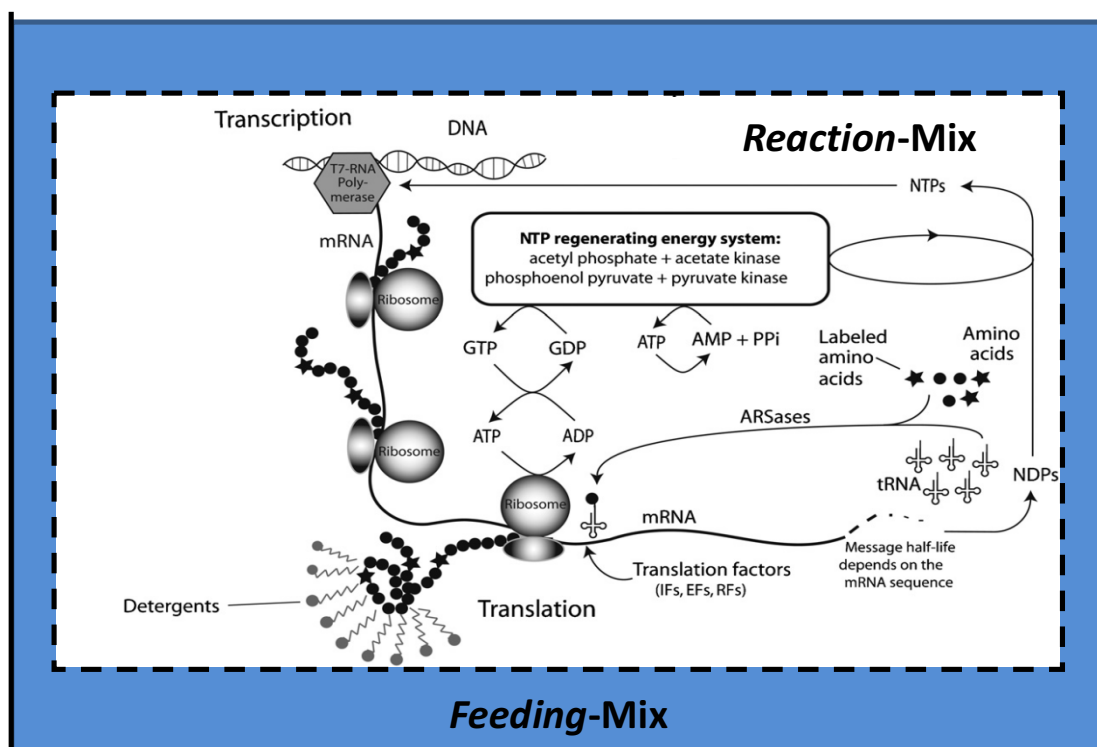 Transcription
DNA
Reaction-Mix
T7-RNA
Poly-
merase
NTPs
mRNA
NTP regenerating energy system:
acetyl phosphate + acetate kinase
phosphoenol pyruvate + pyruvate kinase
Ribosome
GTP
GDP
ATP
AMP + PPi
Labeled
amino
acids
Amino
acids
ATP
ADP
ARSases
Ribosome
Ribosome
tRNA
NDPs
mRNA
Message half-life
depends on the
mRNA sequence
Translation factors
(IFs, EFs, RFs)
Detergents
Translation
Feeding-Mix